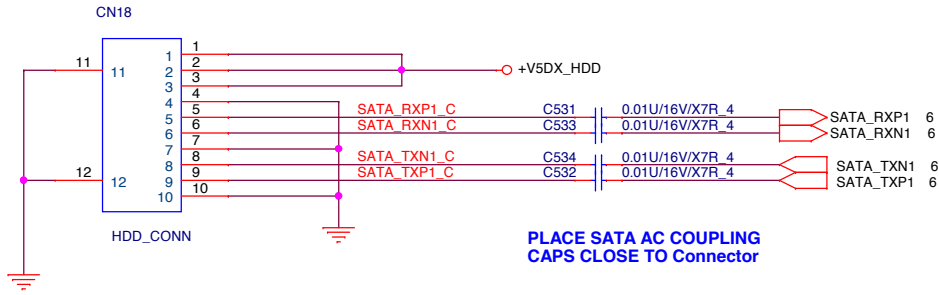 CN18
1 1
2 2 +V5DX_HDD
11 11 3 3
4 4
5 5 SATA_RXP1_C C531 0.01U/16V/X7R_4 SATA_RXP1 6
6 6 SATA_RXN1_C C533 0.01U/16V/X7R_4 SATA_RXN1 6
7 7
8 8 SATA_TXN1_C C534 0.01U/16V/X7R_4 SATA_TXN1 6
12 12 9 9 SATA_TXP1_C C532 0.01U/16V/X7R_4 SATA_TXP1 6
10 10
HDD_CONN
PLACE SATA AC COUPLING
CAPS CLOSE TO Connector